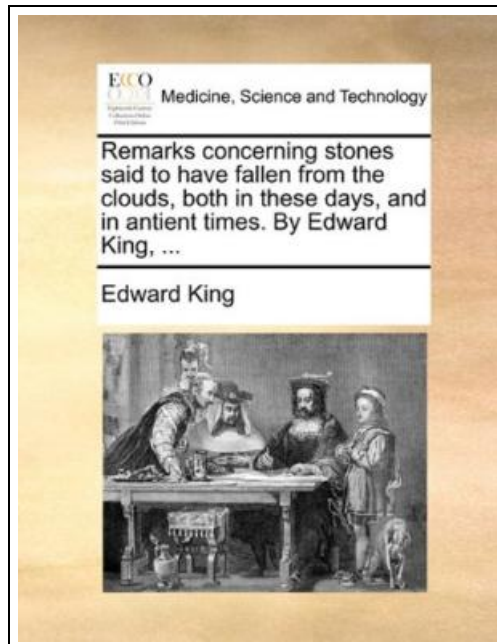 ECCO
Medicine, Science and Technology
Remarks concerning stones
said to have fallen from the
clouds, both in these days, and
in antient times. By Edward
King, ...
Edward King